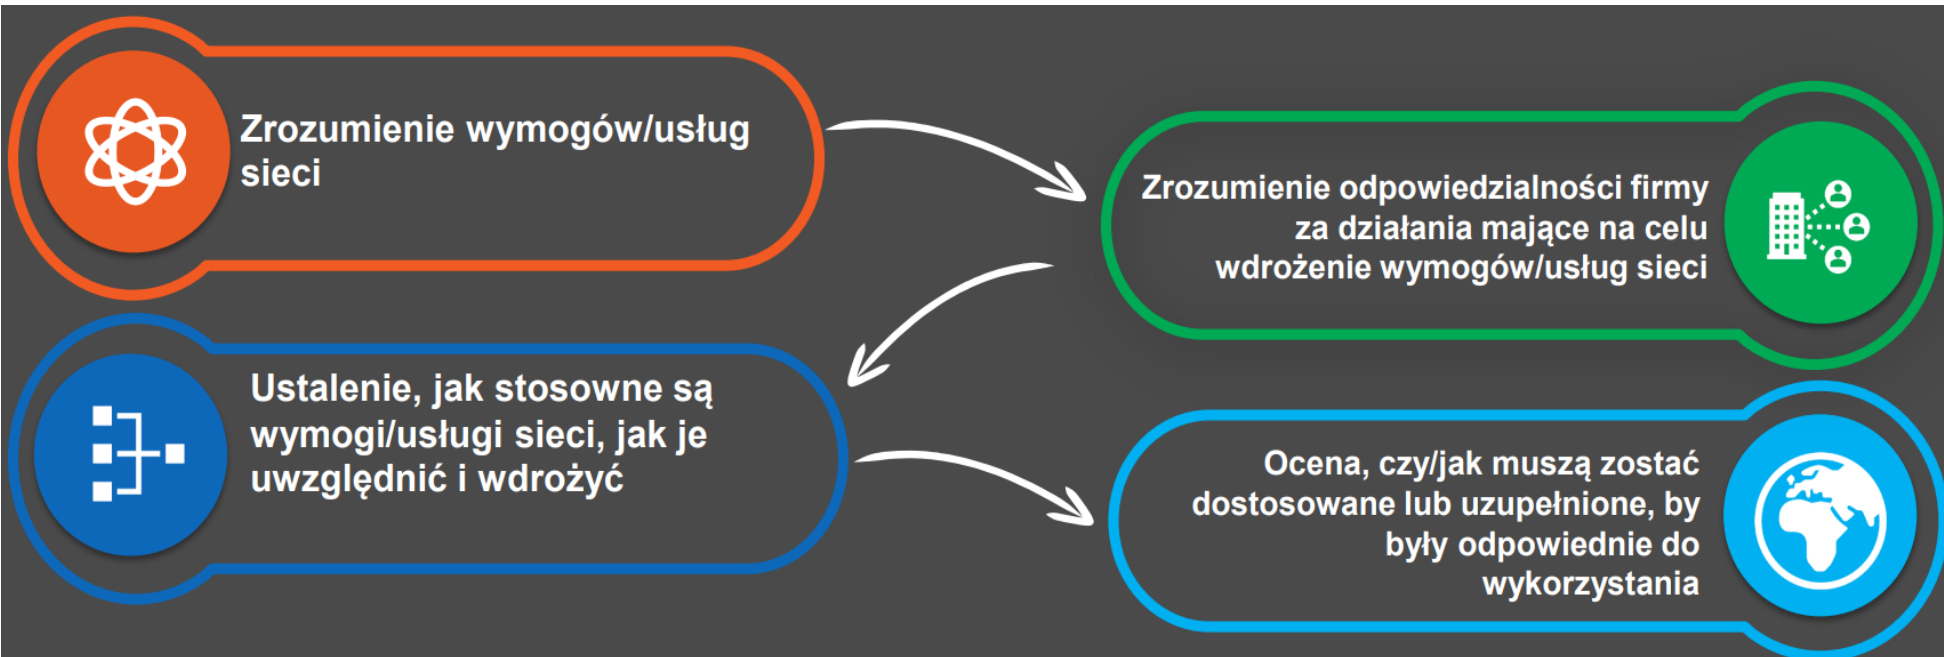 Zrozumienie wymogów/usług
sieci
Zrozumienie odpowiedzialności firmy
za działania mające na celu
wdrożenie wymogów/usług sieci
Ustalenie, jak stosowne są
wymogi/usługi sieci, jak je
uwzględnić i wdrożyć
Ocena, czy/jak muszą zostać
dostosowane lub uzupełnione, by
były odpowiednie do
wykorzystania